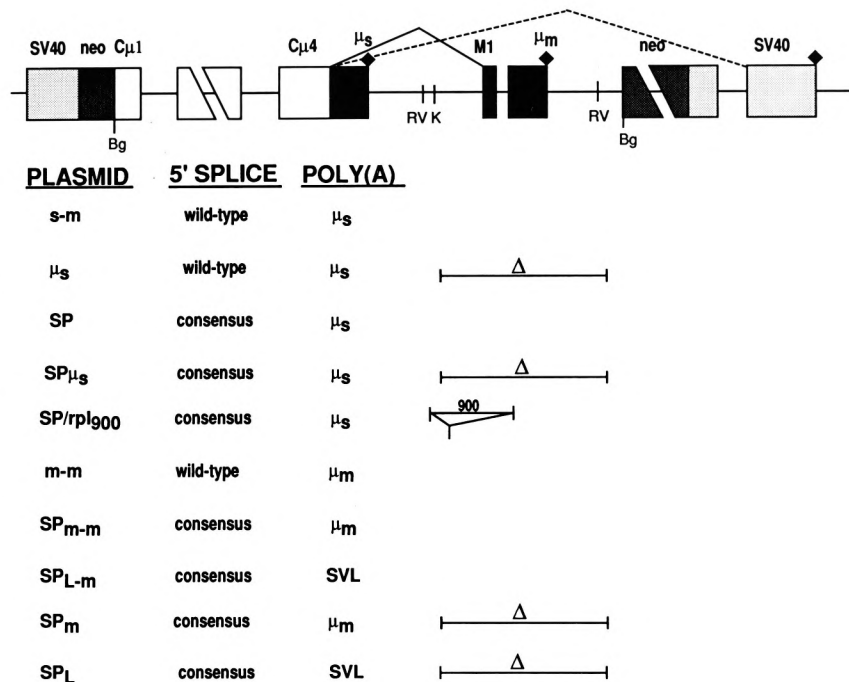 SV40 neo Cμ1 Cμ4 μs M1 μm neo SV40
Bg RV K RV Bg
PLASMID 5' SPLICE POLY(A)
s-m wild-type μs
μs wild-type μs Δ
SP consensus μs
SPμs consensus μs Δ
SP/rpl900 consensus μs 900
m-m wild-type μm
SPm-m consensus μm
SPL-m consensus SVL
SPm consensus μm Δ
SPL consensus SVL Δ